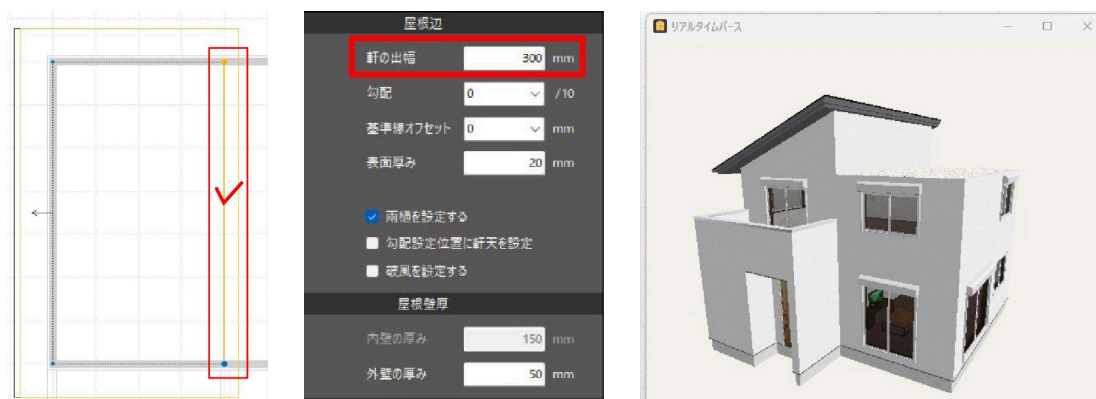 屋根辺
軒の出幅 300 mm
勾配 0 /10
基準線オフセット 0 mm
表面厚み 20 mm
雨樋を設定する
勾配設定位置に軒天を設定
破風を設定する
屋根壁厚
内壁の厚み 150 mm
外壁の厚み 50 mm
リアルタイムパース